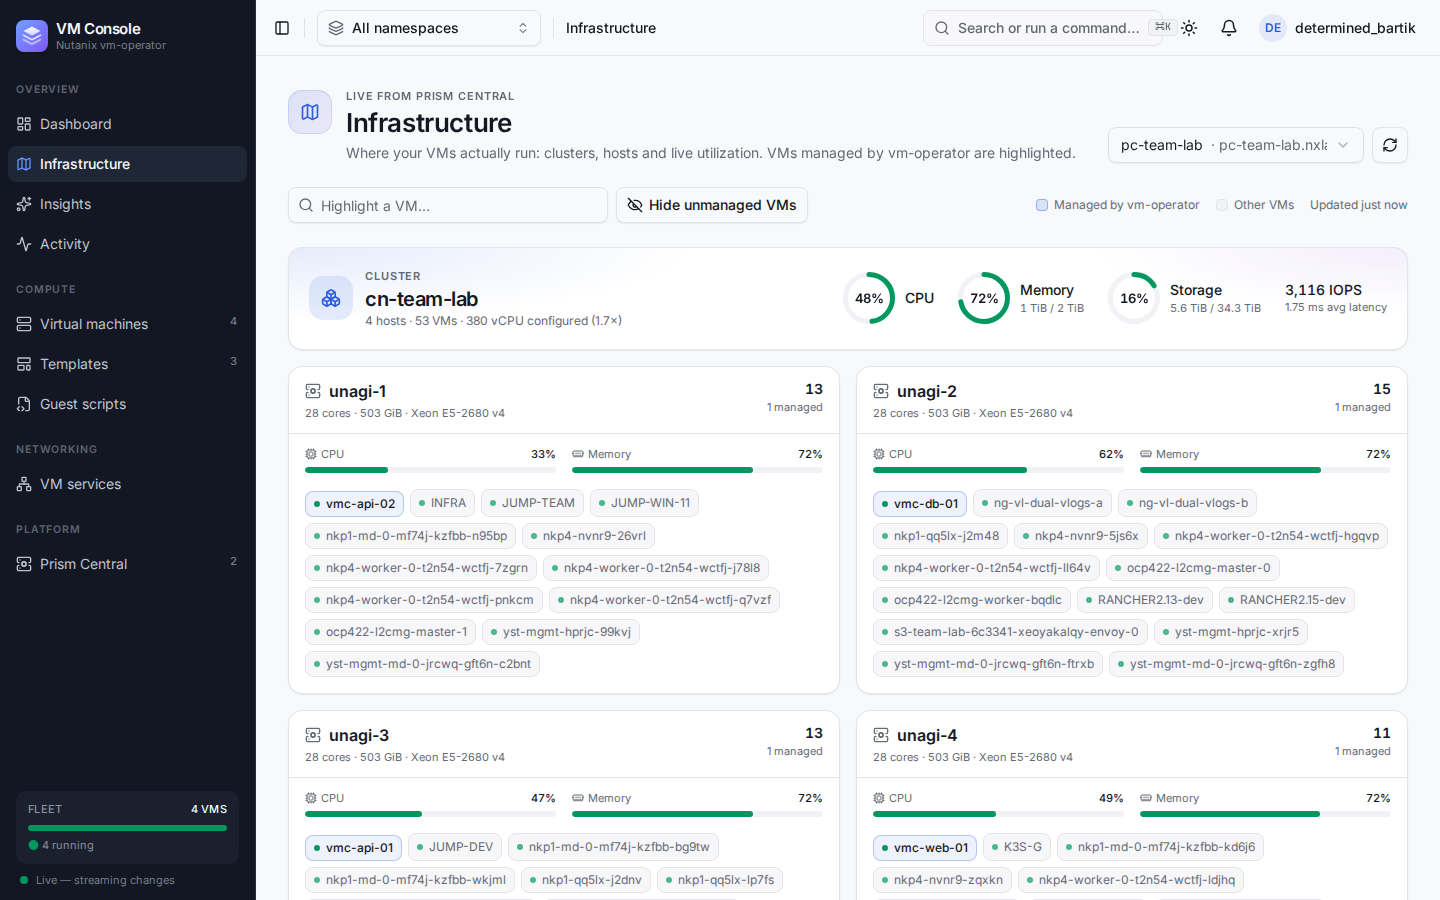 VM Console
Nutanix vm-operator
OVERVIEW
Dashboard
Infrastructure
Insights
Activity
COMPUTE
Virtual machines 4
Templates 3
Guest scripts
NETWORKING
VM services
PLATFORM
Prism Central 2
FLEET 4 VMS
4 running
Live — streaming changes
All namespaces
Infrastructure
Search or run a command... ⌘K
DE determined_bartik
LIVE FROM PRISM CENTRAL
Infrastructure
Where your VMs actually run: clusters, hosts and live utilization. VMs managed by vm-operator are highlighted.
pc-team-lab · pc-team-lab.nxla
Highlight a VM...
Hide unmanaged VMs
Managed by vm-operator Other VMs Updated just now
CLUSTER
cn-team-lab
4 hosts · 53 VMs · 380 vCPU configured (1.7×)
48% CPU
72% Memory
1 TiB / 2 TiB
16% Storage
5.6 TiB / 34.3 TiB
3,116 IOPS
1.75 ms avg latency
unagi-1 13
28 cores · 503 GiB · Xeon E5-2680 v4 1 managed
CPU 33% Memory 72%
vmc-api-02 INFRA JUMP-TEAM JUMP-WIN-11
nkp1-md-0-mf74j-kzfbb-n95bp nkp4-nvnr9-26vrl
nkp4-worker-0-t2n54-wctfj-7zgrn nkp4-worker-0-t2n54-wctfj-j78l8
nkp4-worker-0-t2n54-wctfj-pnkcm nkp4-worker-0-t2n54-wctfj-q7vzf
ocp422-l2cmg-master-1 yst-mgmt-hprjc-99kvj
yst-mgmt-md-0-jrcwq-gft6n-c2bnt
unagi-2 15
28 cores · 503 GiB · Xeon E5-2680 v4 1 managed
CPU 62% Memory 72%
vmc-db-01 ng-vl-dual-vlogs-a ng-vl-dual-vlogs-b
nkp1-qq5lx-j2m48 nkp4-nvnr9-5js6x nkp4-worker-0-t2n54-wctfj-hgqvp
nkp4-worker-0-t2n54-wctfj-ll64v ocp422-l2cmg-master-0
ocp422-l2cmg-worker-bqdlc RANCHER2.13-dev RANCHER2.15-dev
s3-team-lab-6c3341-xeoyakalqy-envoy-0 yst-mgmt-hprjc-xrjr5
yst-mgmt-md-0-jrcwq-gft6n-ftrxb yst-mgmt-md-0-jrcwq-gft6n-zgfh8
unagi-3 13
28 cores · 503 GiB · Xeon E5-2680 v4 1 managed
CPU 47% Memory 72%
vmc-api-01 JUMP-DEV nkp1-md-0-mf74j-kzfbb-bg9tw
nkp1-md-0-mf74j-kzfbb-wkjml nkp1-qq5lx-j2dnv nkp1-qq5lx-lp7fs
unagi-4 11
28 cores · 503 GiB · Xeon E5-2680 v4 1 managed
CPU 49% Memory 72%
vmc-web-01 K3S-G nkp1-md-0-mf74j-kzfbb-kd6j6
nkp4-nvnr9-zqxkn nkp4-worker-0-t2n54-wctfj-ldjhq